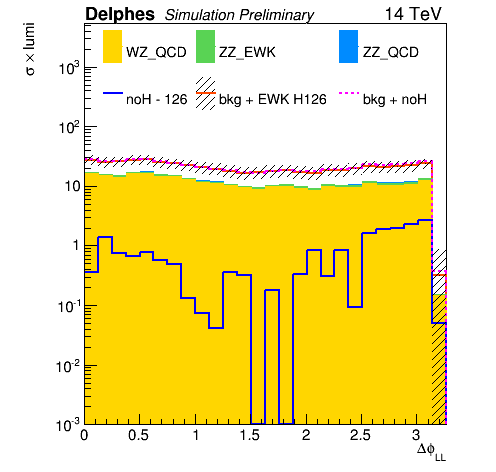 Delphes Simulation Preliminary 14 TeV
σ × lumi
WZ_QCD ZZ_EWK ZZ_QCD
noH - 126 bkg + EWK H126 bkg + noH
10³
10²
10
1
10⁻¹
10⁻²
10⁻³
0 0.5 1 1.5 2 2.5 3
Δϕ_LL